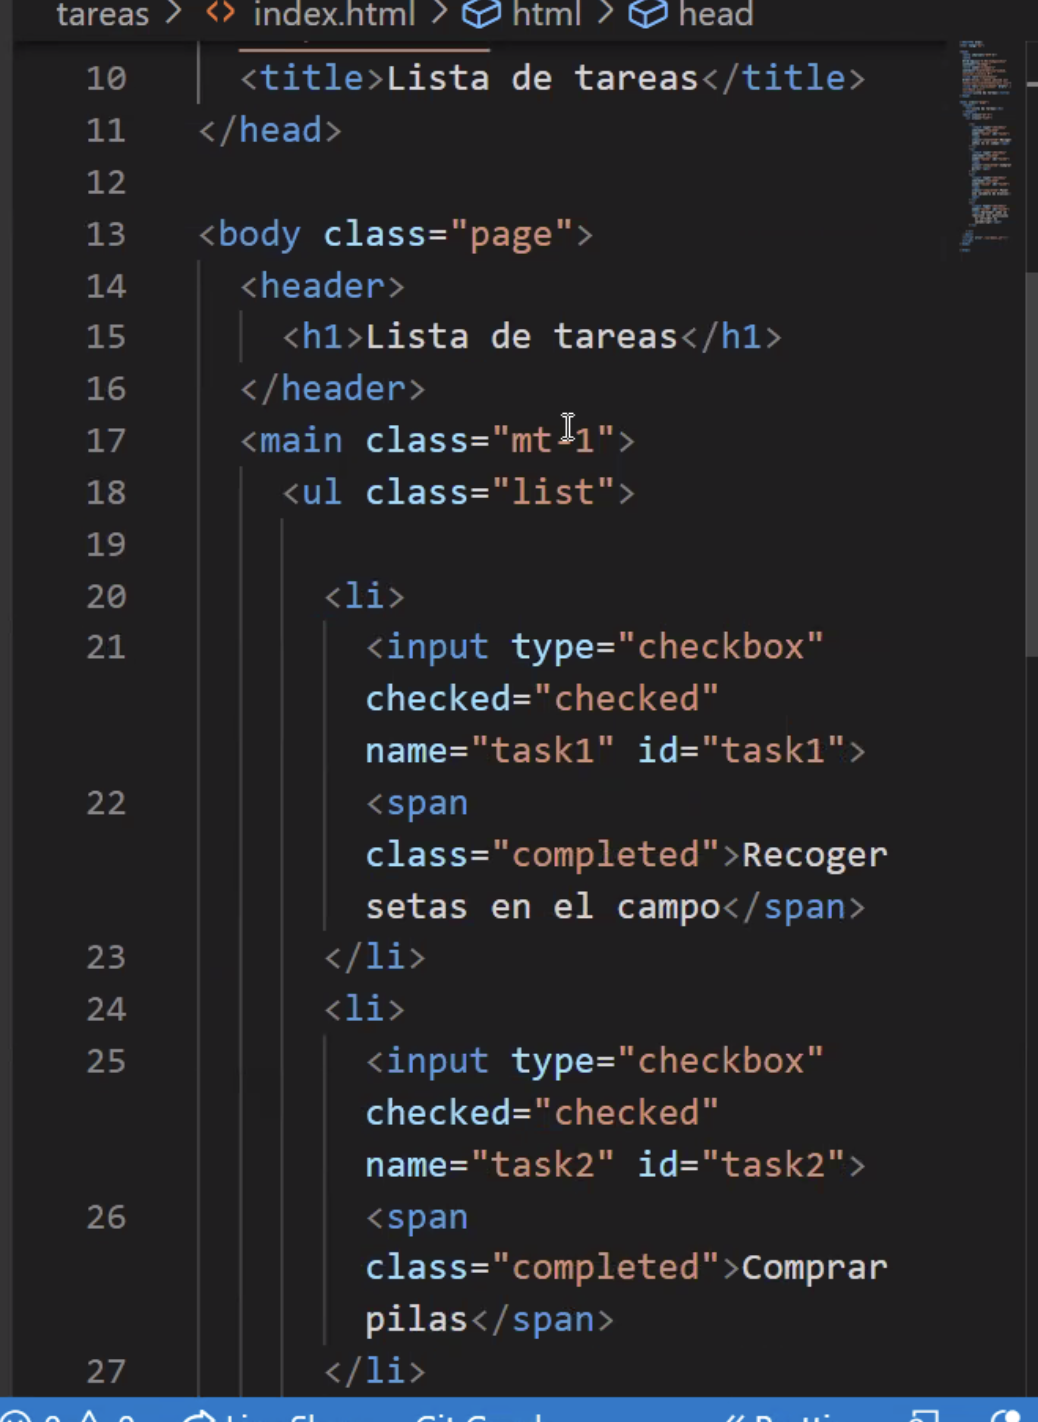 tareas > <> index.html > html > head
10 <title>Lista de tareas</title>
11 </head>
12
13 <body class="page">
14 <header>
15 <h1>Lista de tareas</h1>
16 </header>
17 <main class="mt-1">
18 <ul class="list">
19
20 <li>
21 <input type="checkbox"
checked="checked"
name="task1" id="task1">
22 <span
class="completed">Recoger
setas en el campo</span>
23 </li>
24 <li>
25 <input type="checkbox"
checked="checked"
name="task2" id="task2">
26 <span
class="completed">Comprar
pilas</span>
27 </li>